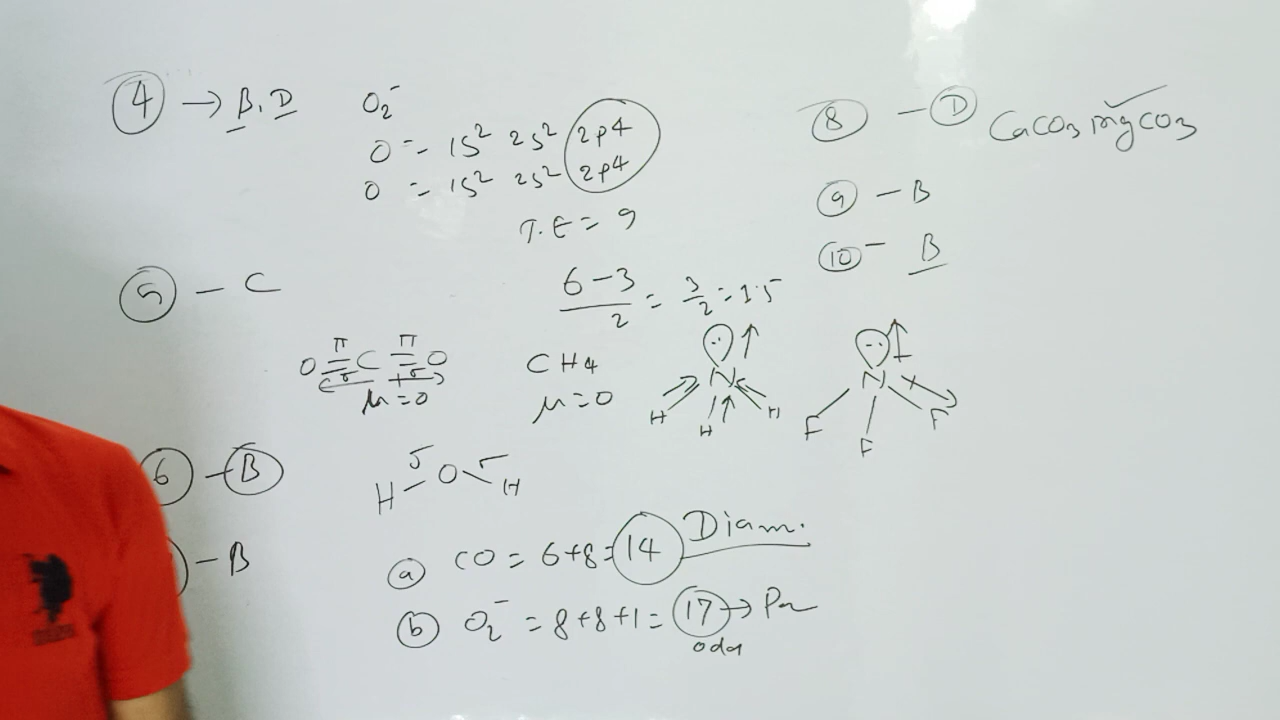 4 → B, D
O₂⁻
O = 1s² 2s² 2p4
O = 1s² 2s² 2p4
T.E = 9
6-3/2 = 3/2 = 1.5
5 - C
π π
O = C = O
σ σ
μ = 0
CH4
μ = 0
N
H H H
N
F F F
6 - B
H O H
- B
a CO = 6+8 = 14 Diam.
b O₂⁻ = 8+8+1 = 17 → Pa
odd
8 - D CaCO3 MgCO3
9 - B
10 - B